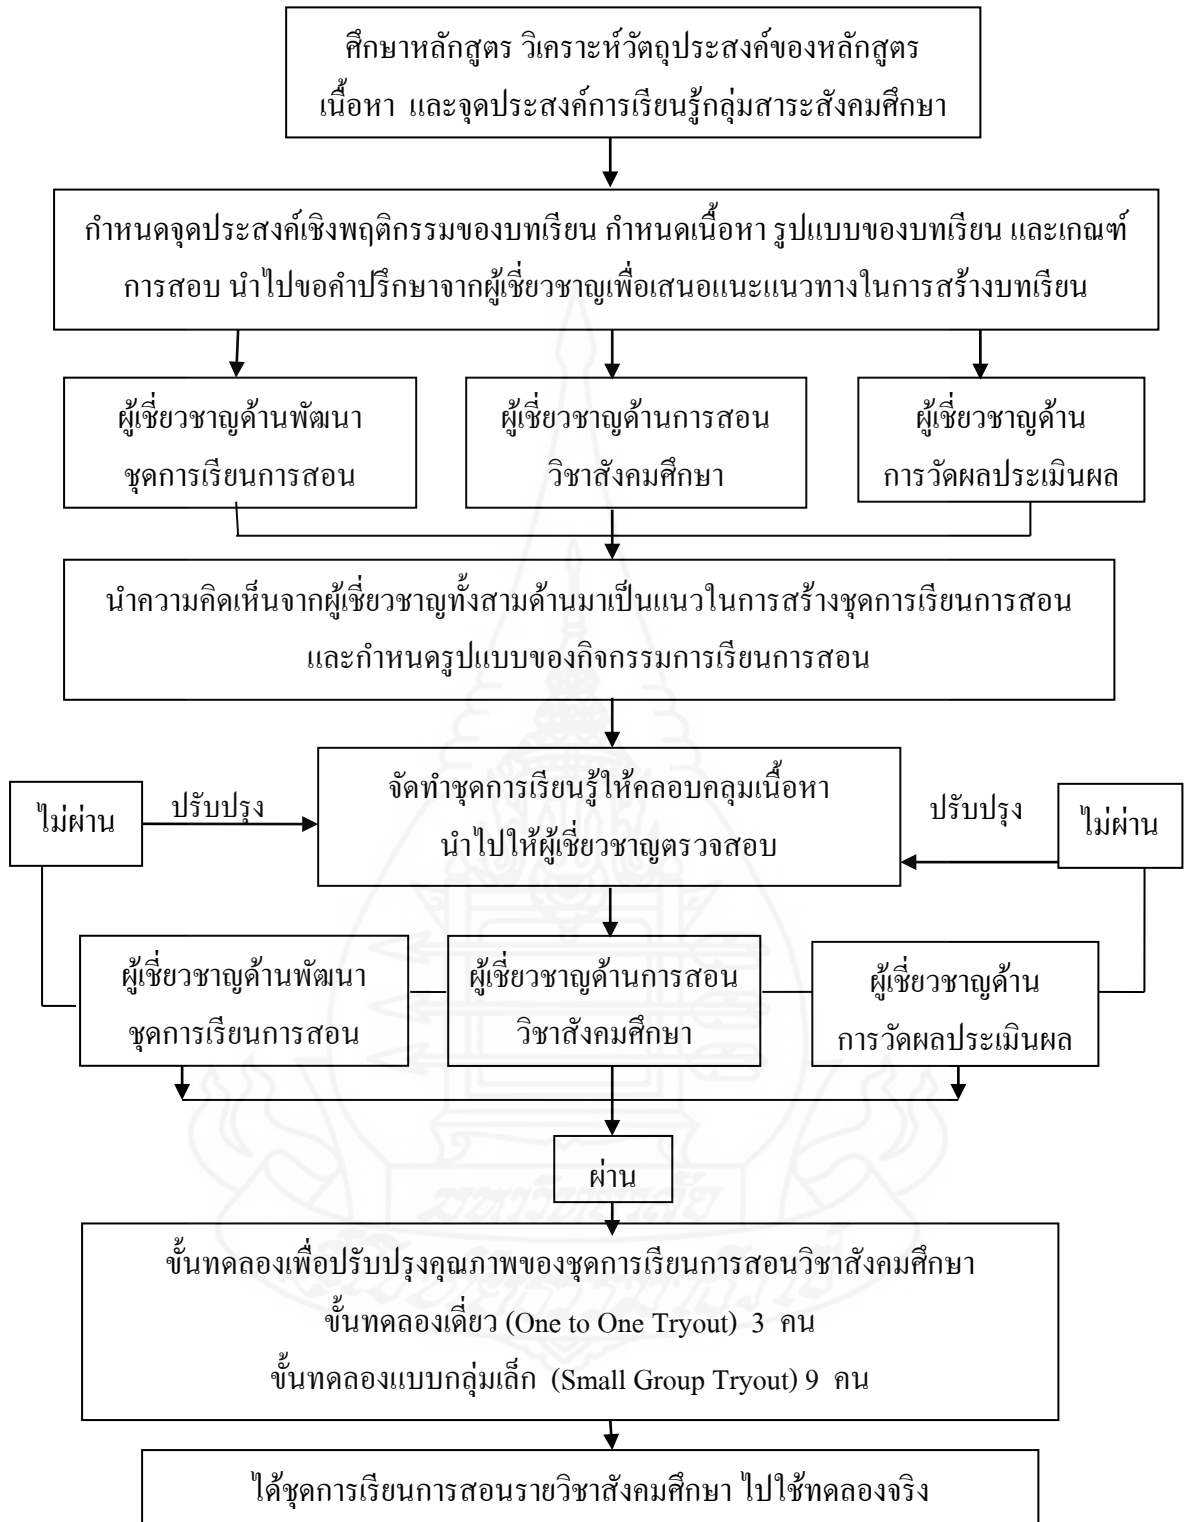 ศึกษาหลักสูตร วิเคราะห์วัตถุประสงค์ของหลักสูตร
เนื้อหา และจุดประสงค์การเรียนรู้กลุ่มสาระสังคมศึกษา
กำหนดจุดประสงค์เชิงพฤติกรรมของบทเรียน กำหนดเนื้อหา รูปแบบของบทเรียน และเกณฑ์
การสอบ นำไปขอคำปรึกษาจากผู้เชี่ยวชาญเพื่อเสนอแนะแนวทางในการสร้างบทเรียน
ผู้เชี่ยวชาญด้านพัฒนา
ชุดการเรียนการสอน
ผู้เชี่ยวชาญด้านการสอน
วิชาสังคมศึกษา
ผู้เชี่ยวชาญด้าน
การวัดผลประเมินผล
นำความคิดเห็นจากผู้เชี่ยวชาญทั้งสามด้านมาเป็นแนวในการสร้างชุดการเรียนการสอน
และกำหนดรูปแบบของกิจกรรมการเรียนการสอน
ไม่ผ่าน
ปรับปรุง
จัดทำชุดการเรียนรู้ให้คลอบคลุมเนื้อหา
นำไปให้ผู้เชี่ยวชาญตรวจสอบ
ปรับปรุง
ไม่ผ่าน
ผู้เชี่ยวชาญด้านพัฒนา
ชุดการเรียนการสอน
ผู้เชี่ยวชาญด้านการสอน
วิชาสังคมศึกษา
ผู้เชี่ยวชาญด้าน
การวัดผลประเมินผล
ผ่าน
ขั้นทดลองเพื่อปรับปรุงคุณภาพของชุดการเรียนการสอนวิชาสังคมศึกษา
ขั้นทดลองเดี่ยว (One to One Tryout) 3 คน
ขั้นทดลองแบบกลุ่มเล็ก (Small Group Tryout) 9 คน
ได้ชุดการเรียนการสอนรายวิชาสังคมศึกษา ไปใช้ทดลองจริง